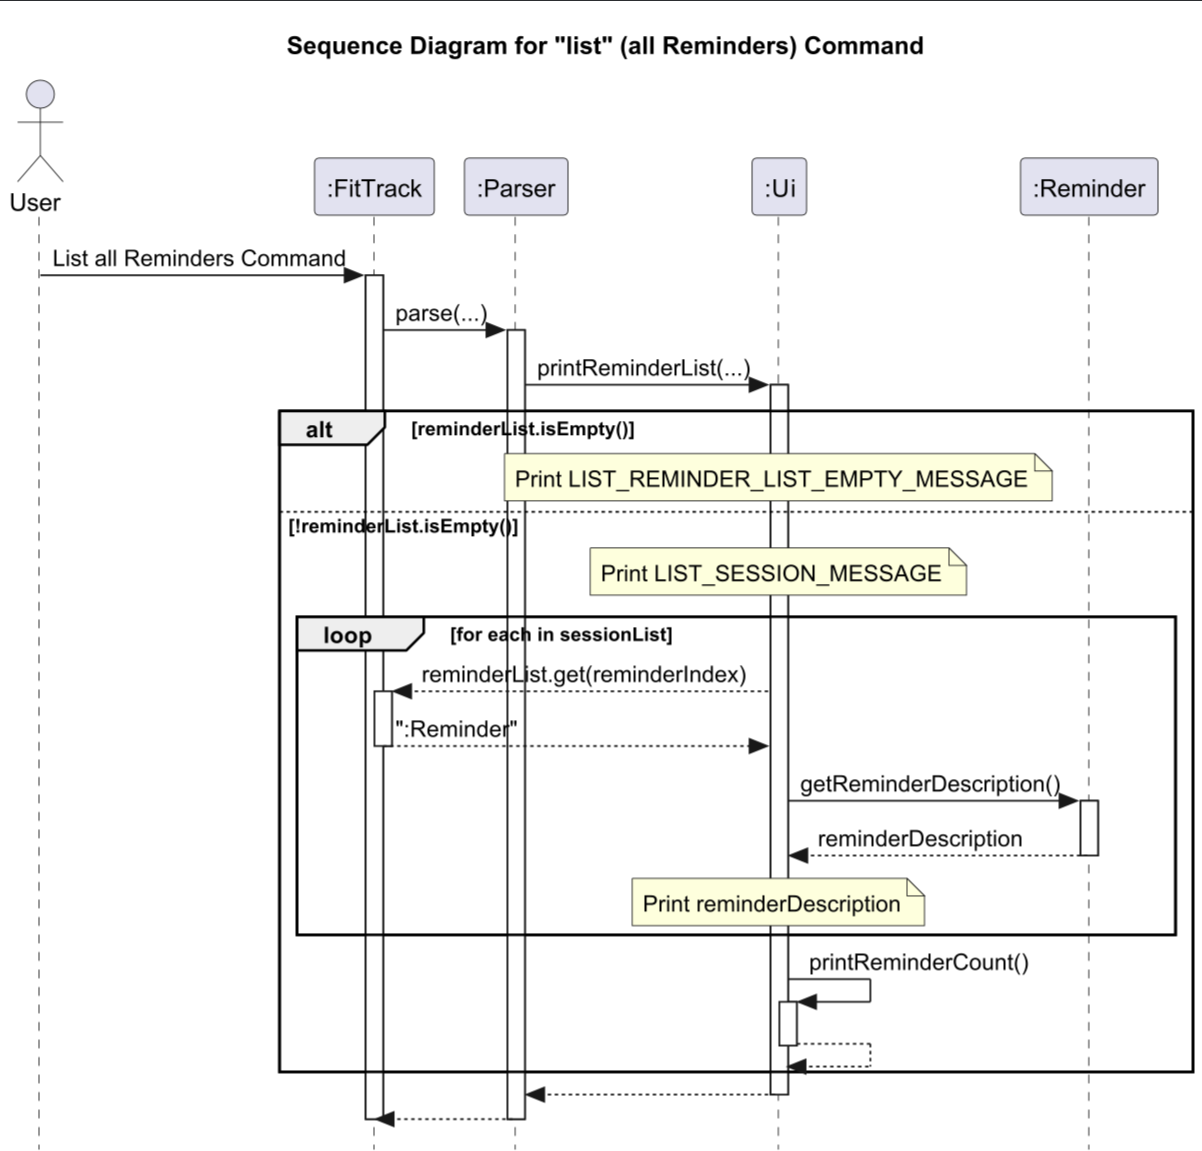 Sequence Diagram for "list" (all Reminders) Command
User
:FitTrack
:Parser
:Ui
:Reminder
List all Reminders Command
parse(...)
printReminderList(...)
alt
[reminderList.isEmpty()]
Print LIST_REMINDER_LIST_EMPTY_MESSAGE
[!reminderList.isEmpty()]
Print LIST_SESSION_MESSAGE
loop
[for each in sessionList]
reminderList.get(reminderIndex)
":Reminder"
getReminderDescription()
reminderDescription
Print reminderDescription
printReminderCount()